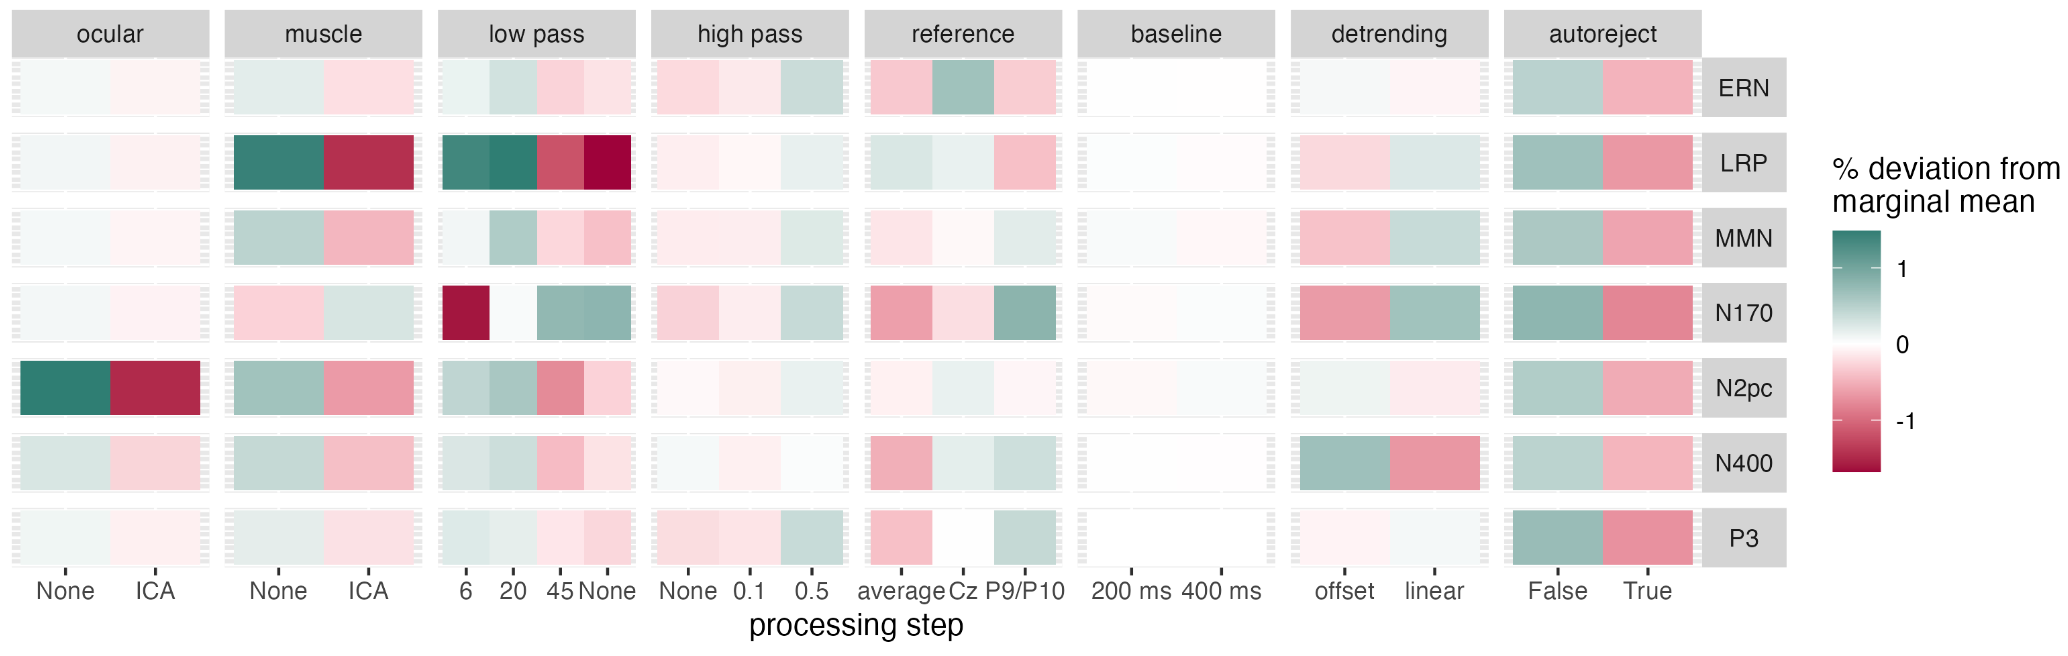 ocular muscle low pass high pass reference baseline detrending autoreject
ERN
LRP
MMN
N170
N2pc
N400
P3
None ICA None ICA 6 20 45 None None 0.1 0.5 average Cz P9/P10 200 ms 400 ms offset linear False True
processing step
% deviation from
marginal mean
1
0
-1